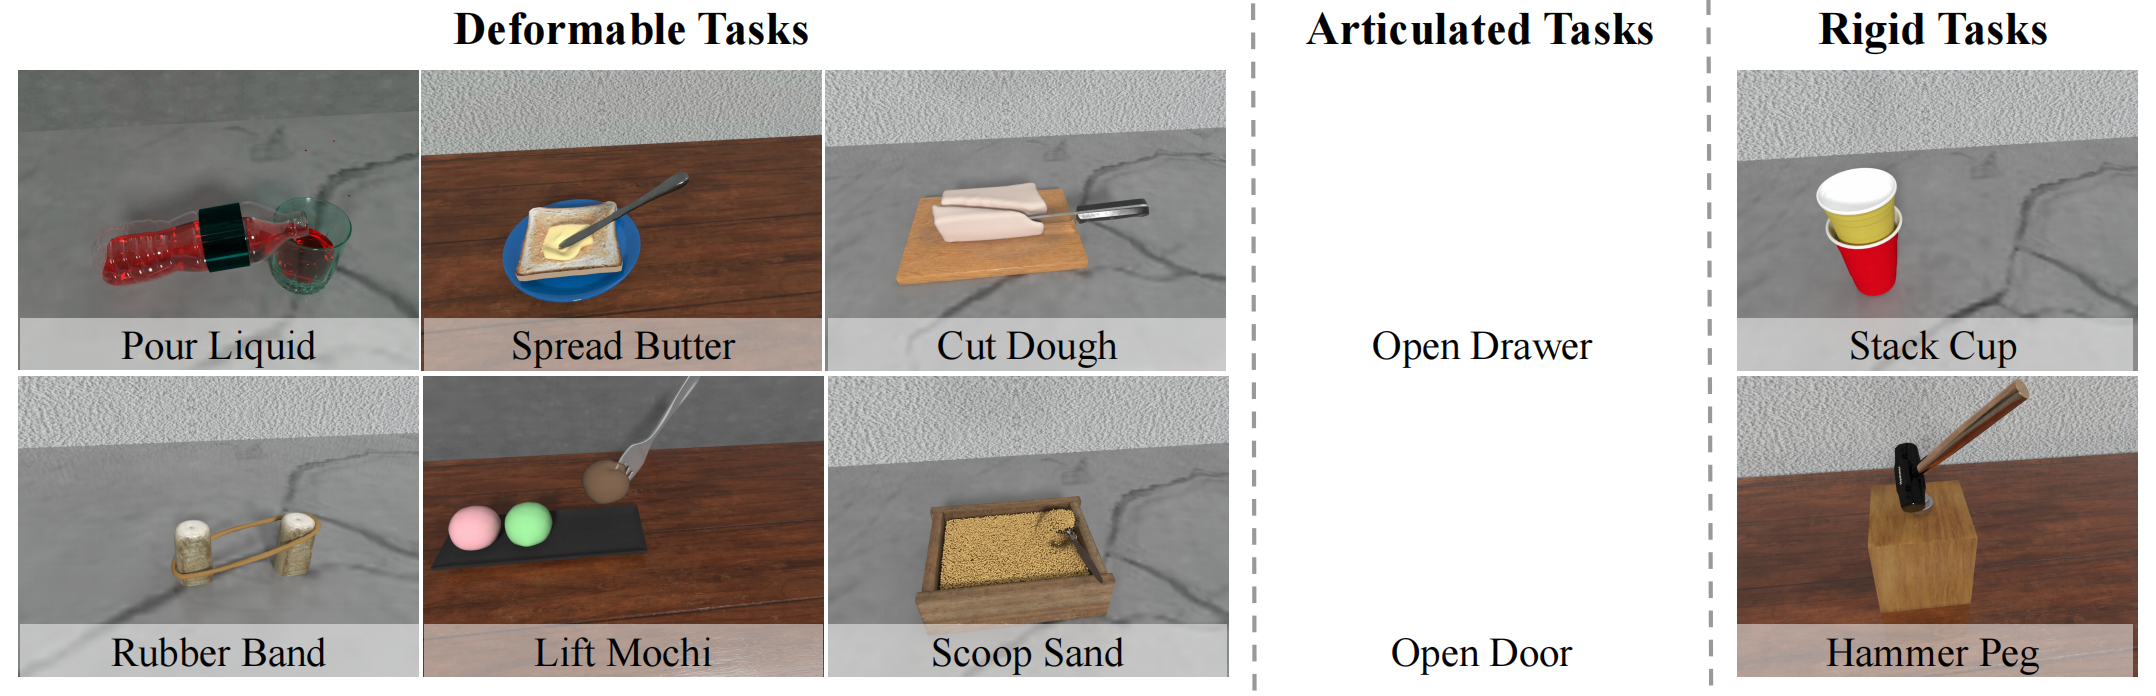 Deformable Tasks
Articulated Tasks
Rigid Tasks
Pour Liquid
Spread Butter
Cut Dough
Open Drawer
Stack Cup
Rubber Band
Lift Mochi
Scoop Sand
Open Door
Hammer Peg